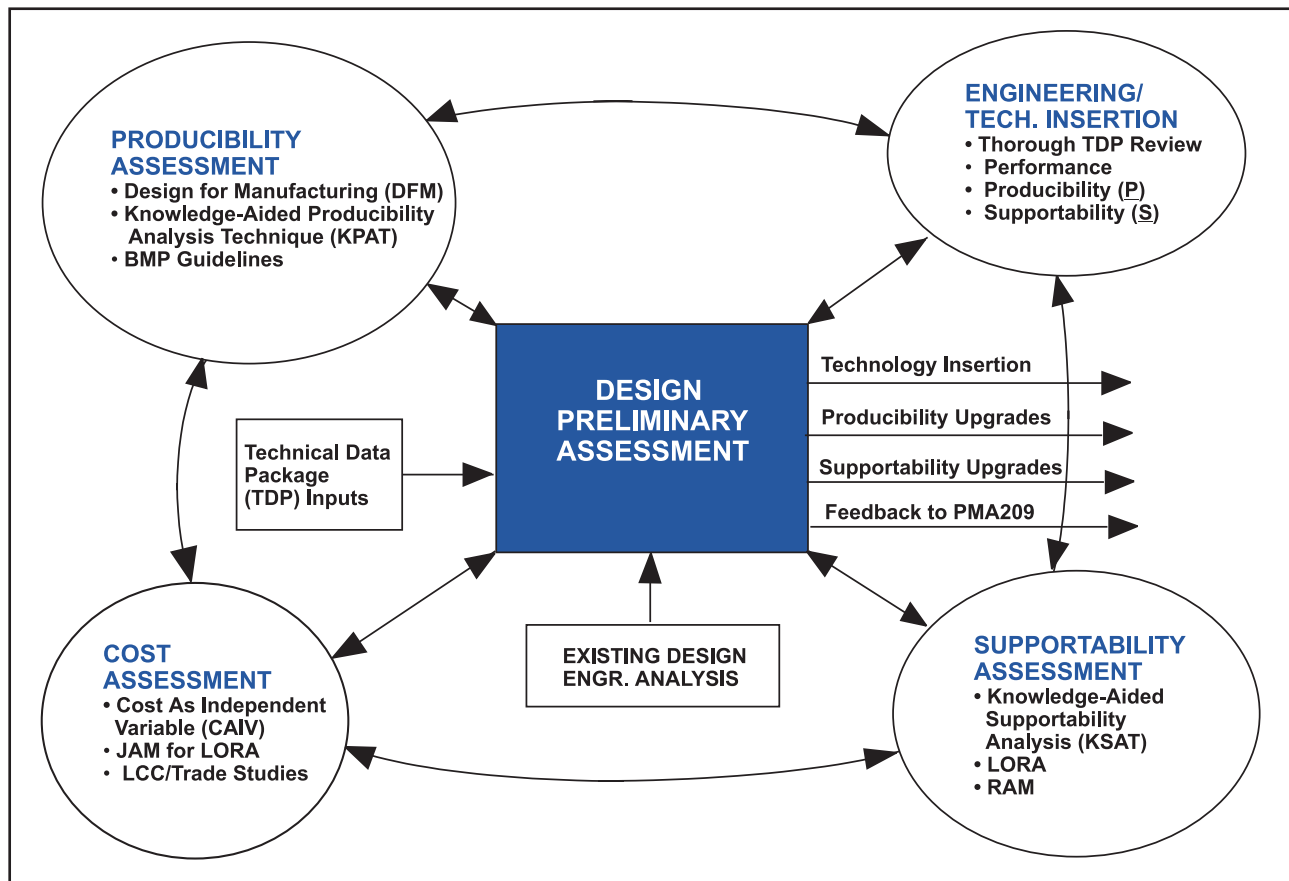 PRODUCIBILITY
ASSESSMENT
• Design for Manufacturing (DFM)
• Knowledge-Aided Producibility
Analysis Technique (KPAT)
• BMP Guidelines
ENGINEERING/
TECH. INSERTION
• Thorough TDP Review
• Performance
• Producibility (P)
• Supportability (S)
DESIGN
PRELIMINARY
ASSESSMENT
Technology Insertion
Producibility Upgrades
Supportability Upgrades
Feedback to PMA209
Technical Data
Package
(TDP) Inputs
EXISTING DESIGN
ENGR. ANALYSIS
COST
ASSESSMENT
• Cost As Independent
Variable (CAIV)
• JAM for LORA
• LCC/Trade Studies
SUPPORTABILITY
ASSESSMENT
• Knowledge-Aided
Supportability
Analysis (KSAT)
• LORA
• RAM